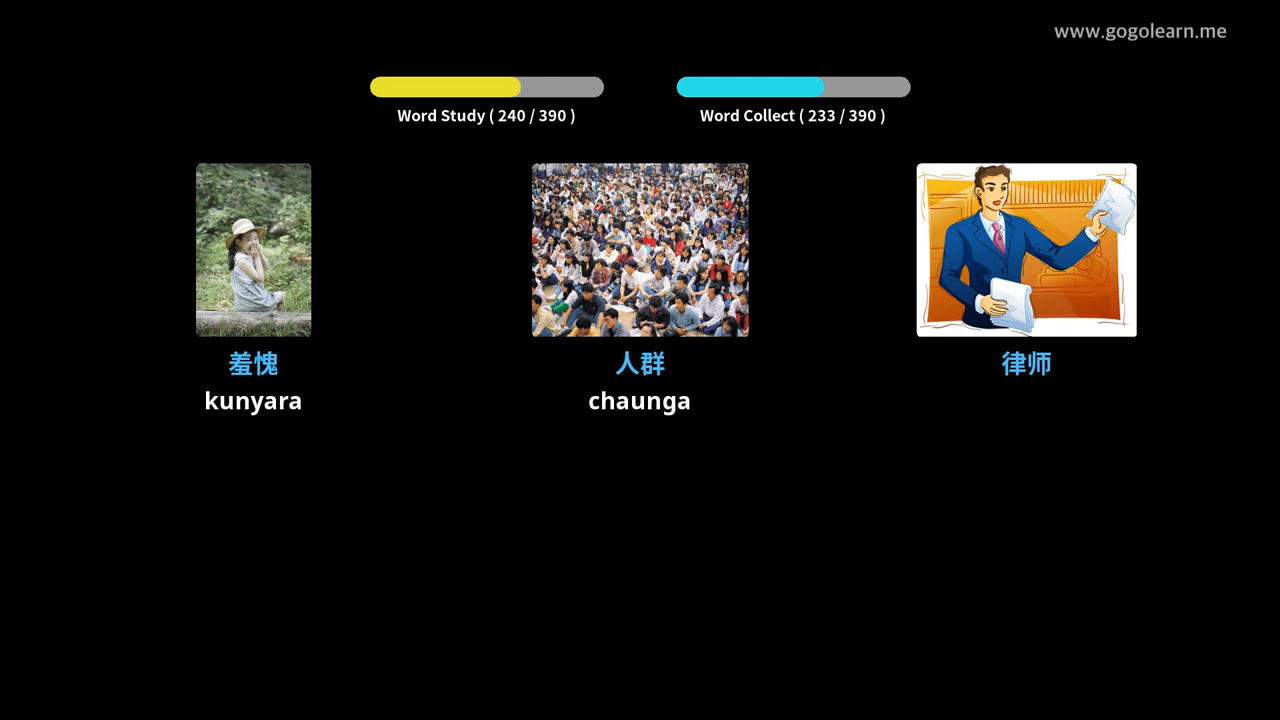 www.gogolearn.me
Word Study ( 240 / 390 )
Word Collect ( 233 / 390 )
羞愧
kunyara
人群
chaunga
律师